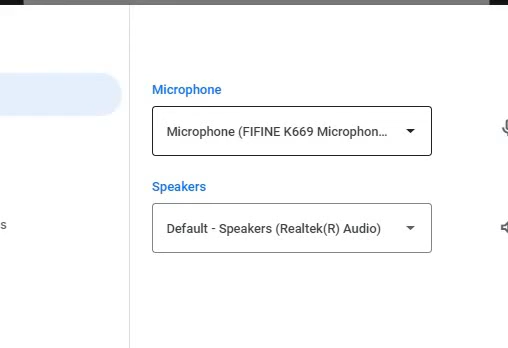 Microphone
Microphone (FIFINE K669 Microphon...
Speakers
s
Default - Speakers (Realtek(R) Audio)